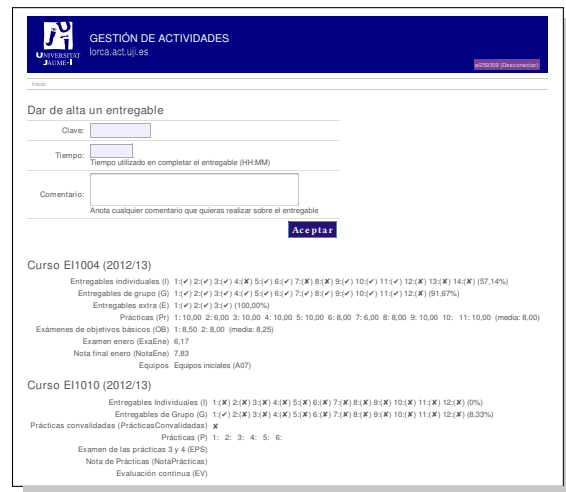 UNIVERSITAT
JAUME·I
GESTIÓN DE ACTIVIDADES
lorca.act.uji.es
al259309 (Desconectar)
Inicio
Dar de alta un entregable
Clave:
Tiempo:
Tiempo utilizado en completar el entregable (HH:MM)
Comentario:
Anota cualquier comentario que quieras realizar sobre el entregable
Aceptar
Curso EI1004 (2012/13)
Entregables individuales (I) 1:(✔) 2:(✔) 3:(✔) 4:(✘) 5:(✔) 6:(✔) 7:(✘) 8:(✘) 9:(✔) 10:(✔) 11:(✔) 12:(✘) 13:(✘) 14:(✘) (57,14%)
Entregables de grupo (G) 1:(✔) 2:(✔) 3:(✔) 4:(✔) 5:(✔) 6:(✔) 7:(✔) 8:(✔) 9:(✔) 10:(✔) 11:(✔) 12:(✘) (91,67%)
Entregables extra (E) 1:(✔) 2:(✔) 3:(✔) (100,00%)
Prácticas (Pr) 1: 10,00 2: 6,00 3: 10,00 4: 10,00 5: 10,00 6: 8,00 7: 6,00 8: 8,00 9: 10,00 10: 11: 10,00 (media: 8,00)
Exámenes de objetivos básicos (OB) 1: 8,50 2: 8,00 (media: 8,25)
Examen enero (ExaEne) 6,17
Nota final enero (NotaEne) 7,83
Equipos Equipos iniciales (A07)
Curso EI1010 (2012/13)
Entregables Individuales (I) 1:(✘) 2:(✘) 3:(✘) 4:(✘) 5:(✘) 6:(✘) 7:(✘) 8:(✘) 9:(✘) 10:(✘) 11:(✘) 12:(✘) (0%)
Entregables de Grupo (G) 1:(✔) 2:(✘) 3:(✘) 4:(✘) 5:(✘) 6:(✘) 7:(✘) 8:(✘) 9:(✘) 10:(✘) 11:(✘) 12:(✘) (8,33%)
Prácticas convalidadas (PrácticasConvalidadas) ✘
Prácticas (P) 1: 2: 3: 4: 5: 6:
Examen de las prácticas 3 y 4 (EPS)
Nota de Prácticas (NotaPrácticas)
Evaluación continua (EV)